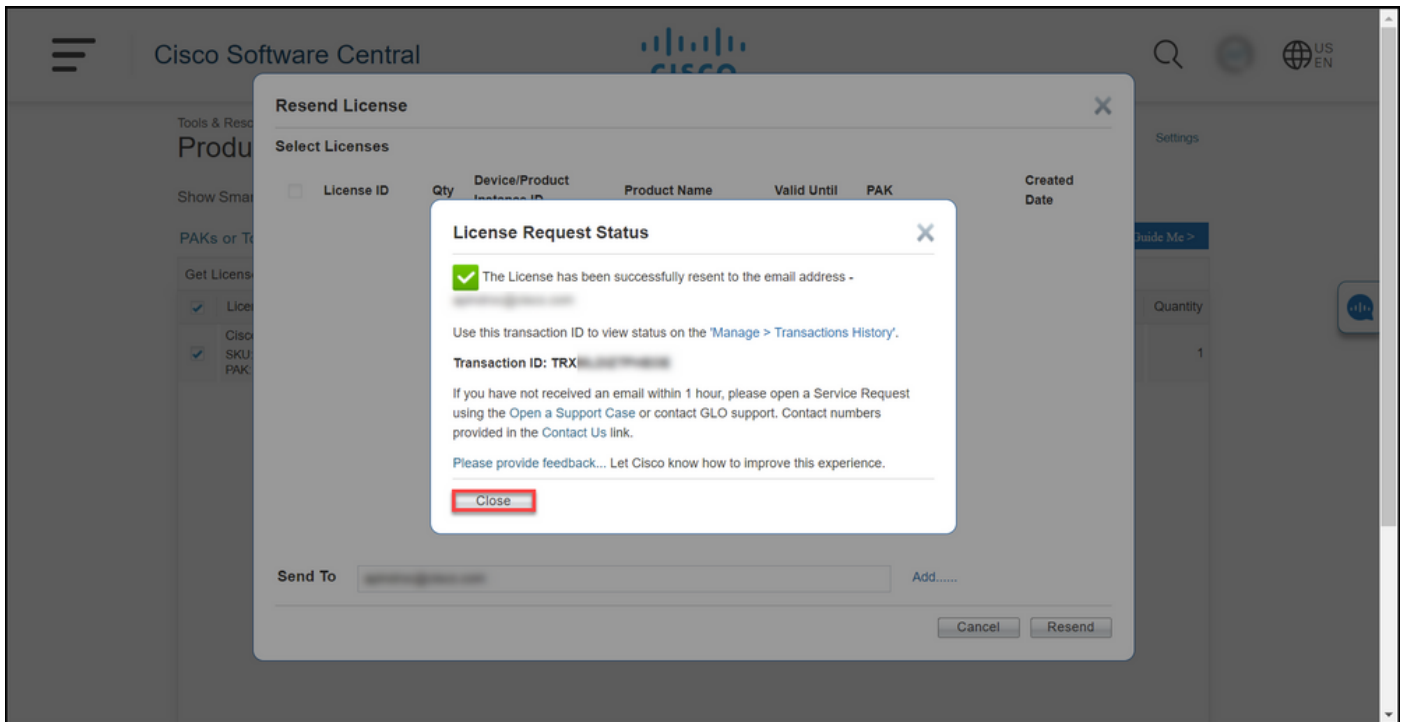 Cisco Software Central
CISCO
US
EN
Tools & Reso
Produ
Settings
Show Smar
PAKs or To
Guide Me >
Get Licens
Licen
Quantity
Cisco
SKU:
PAK
1
Resend License
Select Licenses
License ID
Qty
Device/Product
Instance ID
Product Name
Valid Until
PAK
Created
Date
License Request Status
The License has been successfully resent to the email address -
Use this transaction ID to view status on the 'Manage > Transactions History'.
Transaction ID: TRX
If you have not received an email within 1 hour, please open a Service Request
using the Open a Support Case or contact GLO support. Contact numbers
provided in the Contact Us link.
Please provide feedback... Let Cisco know how to improve this experience.
Close
Send To
Add......
Cancel
Resend